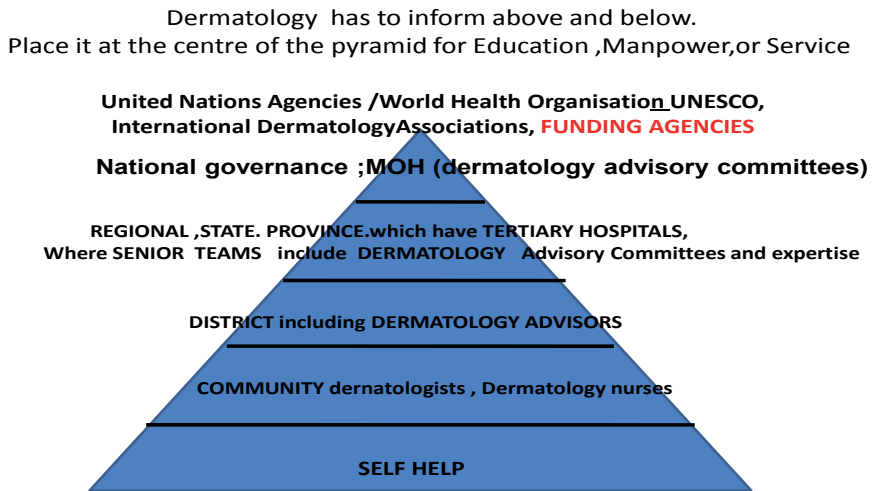 Dermatology has to inform above and below.
Place it at the centre of the pyramid for Education ,Manpower,or Service
United Nations Agencies /World Health Organisation UNESCO,
International DermatologyAssociations, FUNDING AGENCIES
National governance ;MOH (dermatology advisory committees)
REGIONAL ,STATE. PROVINCE.which have TERTIARY HOSPITALS,
Where SENIOR TEAMS include DERMATOLOGY Advisory Committees and expertise
DISTRICT including DERMATOLOGY ADVISORS
COMMUNITY dernatologists , Dermatology nurses
SELF HELP